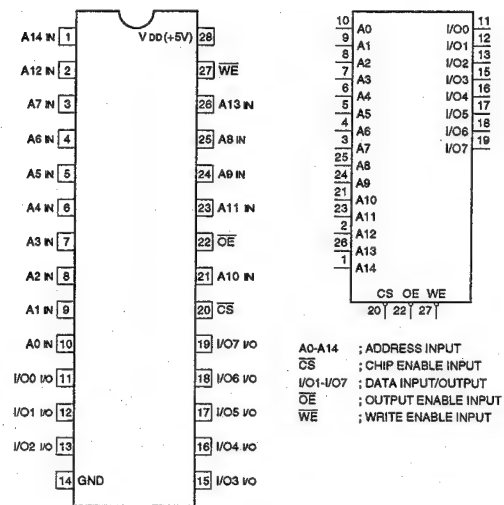 A14 IN 1 VDD(+5V) 28
A12 IN 2 27 WE
A7 IN 3 26 A13 IN
A6 IN 4 25 A8 IN
A5 IN 5 24 A9 IN
A4 IN 6 23 A11 IN
A3 IN 7 22 OE
A2 IN 8 21 A10 IN
A1 IN 9 20 CS
A0 IN 10 19 I/O7 I/O
I/O0 I/O 11 18 I/O6 I/O
I/O1 I/O 12 17 I/O5 I/O
I/O2 I/O 13 16 I/O4 I/O
14 GND 15 I/O3 I/O
10 A0 I/O0 11
9 A1 I/O1 12
8 A2 I/O2 13
7 A3 I/O3 15
6 A4 I/O4 16
5 A5 I/O5 17
4 A6 I/O6 18
3 A7 I/O7 19
25 A8
24 A9
21 A10
23 A11
2 A12
26 A13
1 A14
CS OE WE
20 22 27
A0-A14 ; ADDRESS INPUT
CS ; CHIP ENABLE INPUT
I/O1-I/O7 ; DATA INPUT/OUTPUT
OE ; OUTPUT ENABLE INPUT
WE ; WRITE ENABLE INPUT